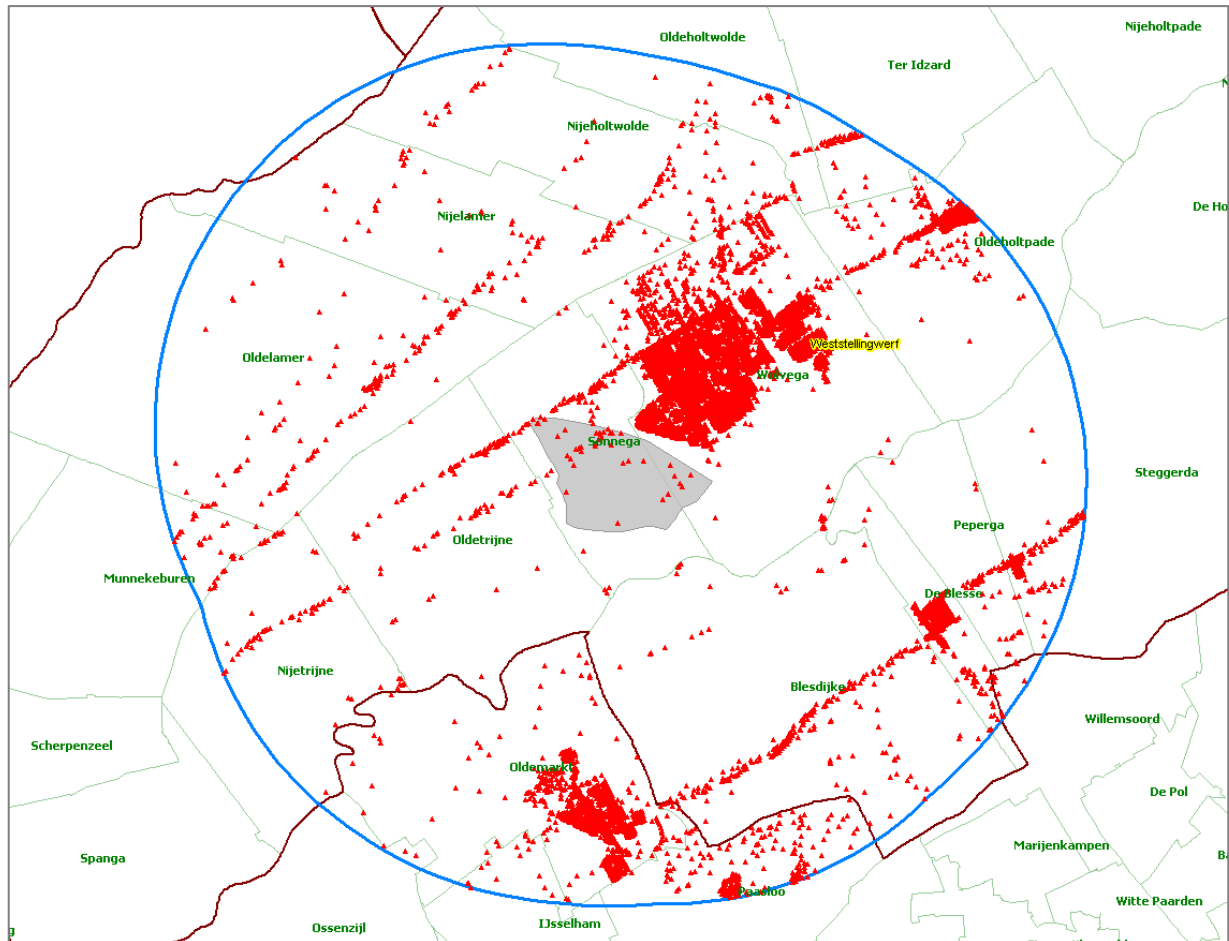 Oldeholtwolde
Nijeholtpade
Ter Idzard
Nijeholtwolde
De Ho
Nijelamer
Oldeholtpade
Weststellingwerf
Oldelamer
Wolvega
Sonnega
Steggerda
Peperga
Oldetrijne
Munnekeburen
De Blesse
Nijetrijne
Blesdijke
Willemsoord
Scherpenzeel
Oldemarkt
De Pol
Marijenkampen
Spanga
Paasloo
Witte Paarden
IJsselham
Ossenzijl